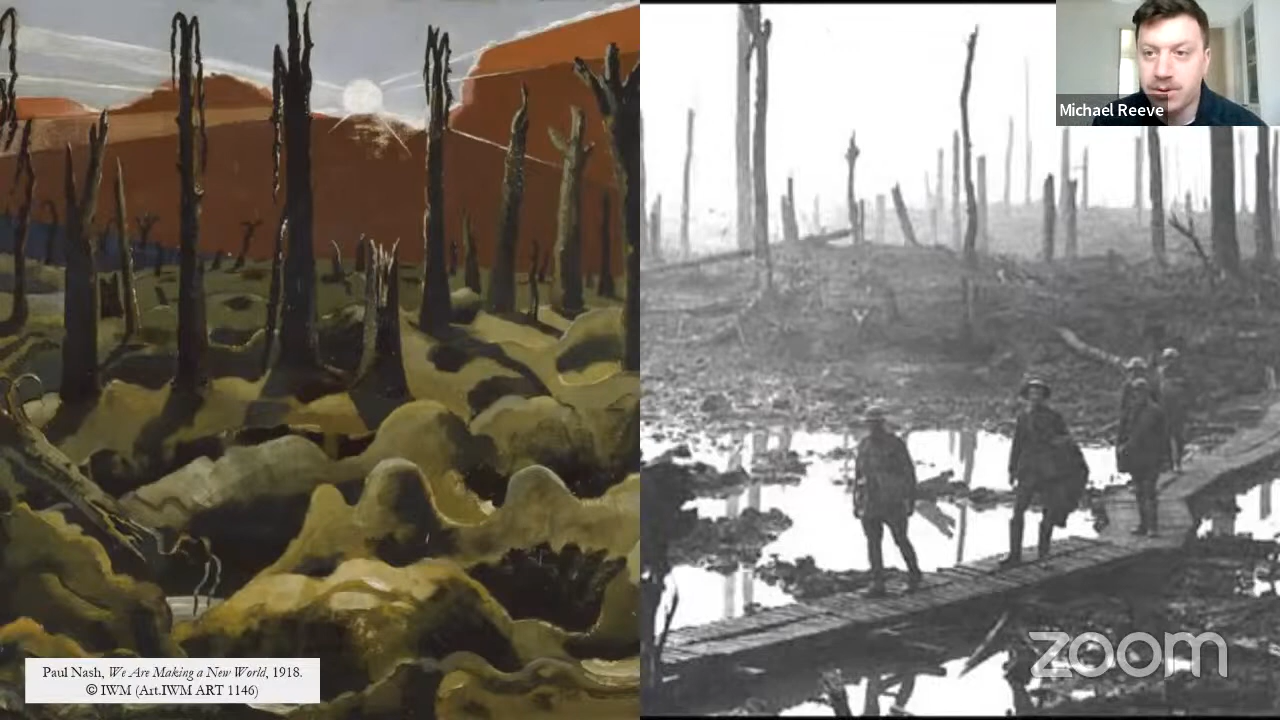 Michael Reeve
Paul Nash, We Are Making a New World, 1918.
© IWM (Art.IWM ART 1146)
zoom